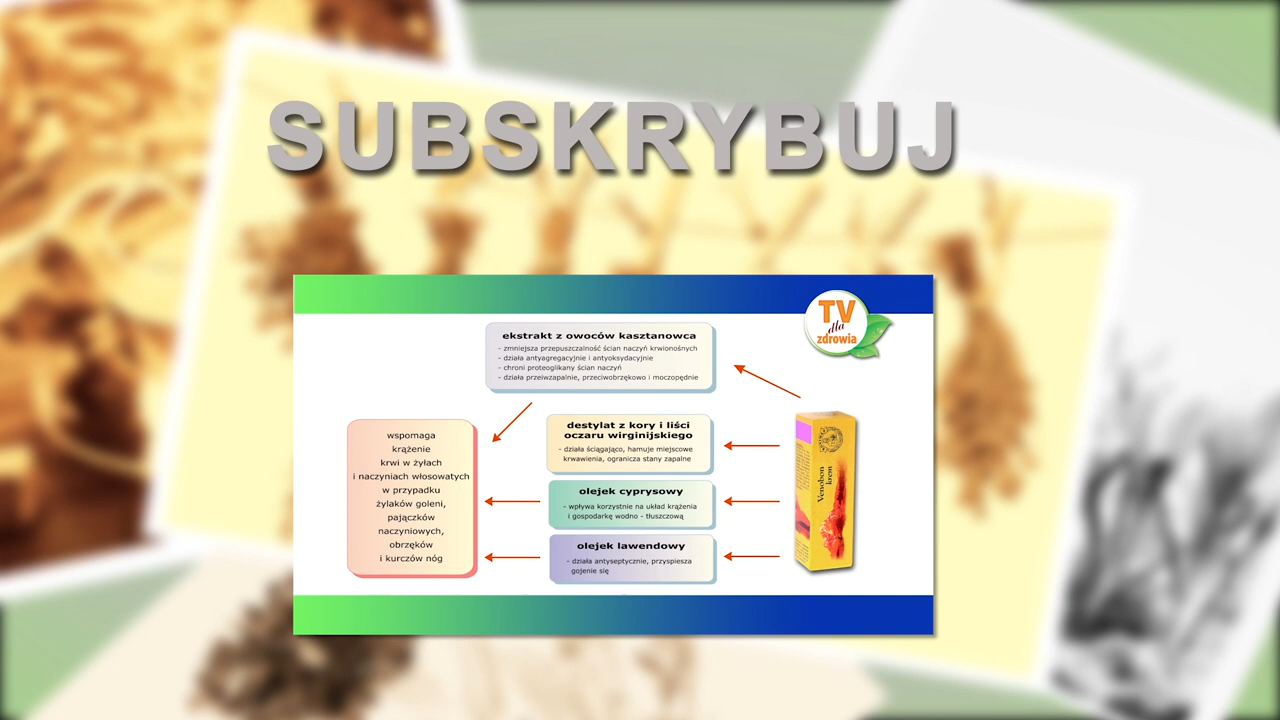 SUBSKRYBUJ
TV
dla
zdrowia
ekstrakt z owoców kasztanowca
- zmniejsza przepuszczalność ścian naczyń krwionośnych
- działa antyagregacyjnie i antyoksydacyjnie
- chroni proteoglikany ścian naczyń
- działa przeiwzapalnie, przeciwobrzękowo i moczopędnie
destylat z kory i liści
oczaru wirginijskiego
- działa ściągająco, hamuje miejscowe
krwawienia, ogranicza stany zapalne
olejek cyprysowy
- wpływa korzystnie na układ krążenia
i gospodarkę wodno - tłuszczową
olejek lawendowy
- działa antyseptycznie, przyspiesza
gojenie się
wspomaga
krążenie
krwi w żyłach
i naczyniach włosowatych
w przypadku
żylaków goleni,
pajączków
naczyniowych,
obrzęków
i kurczów nóg
Venobon
krem